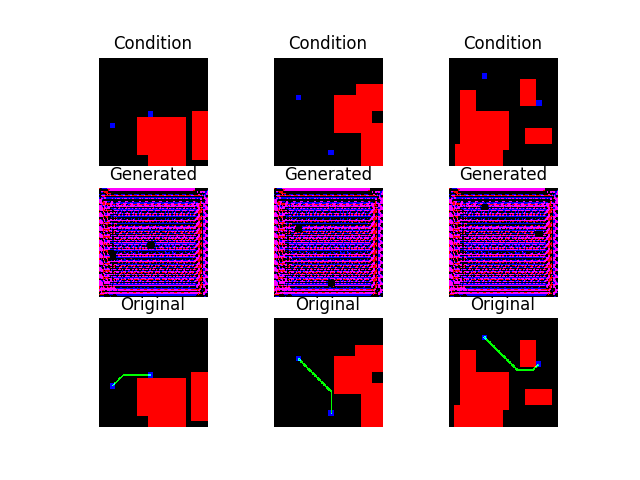 Condition Condition Condition
Generated Generated Generated
Original Original Original